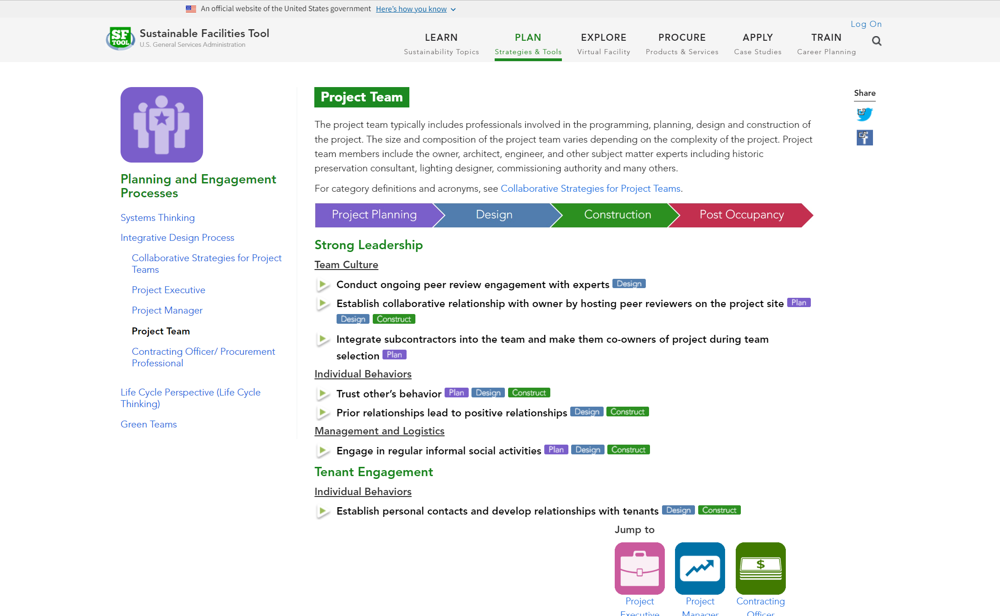 An official website of the United States government Here's how you know
Log On
SF TOOL
Sustainable Facilities Tool
U.S. General Services Administration
LEARN
Sustainability Topics
PLAN
Strategies & Tools
EXPLORE
Virtual Facility
PROCURE
Products & Services
APPLY
Case Studies
TRAIN
Career Planning
Planning and Engagement
Processes
Systems Thinking
Integrative Design Process
Collaborative Strategies for Project
Teams
Project Executive
Project Manager
Project Team
Contracting Officer/ Procurement
Professional
Life Cycle Perspective (Life Cycle
Thinking)
Green Teams
Project Team
The project team typically includes professionals involved in the programming, planning, design and construction of
the project. The size and composition of the project team varies depending on the complexity of the project. Project
team members include the owner, architect, engineer, and other subject matter experts including historic
preservation consultant, lighting designer, commissioning authority and many others.
For category definitions and acronyms, see Collaborative Strategies for Project Teams.
Project Planning Design Construction Post Occupancy
Strong Leadership
Team Culture
Conduct ongoing peer review engagement with experts Design
Establish collaborative relationship with owner by hosting peer reviewers on the project site Plan
Design Construct
Integrate subcontractors into the team and make them co-owners of project during team
selection Plan
Individual Behaviors
Trust other’s behavior Plan Design Construct
Prior relationships lead to positive relationships Design Construct
Management and Logistics
Engage in regular informal social activities Plan Design Construct
Tenant Engagement
Individual Behaviors
Establish personal contacts and develop relationships with tenants Design Construct
Jump to
$
Project
Executive
Project
Manager
Contracting
Officer
Share